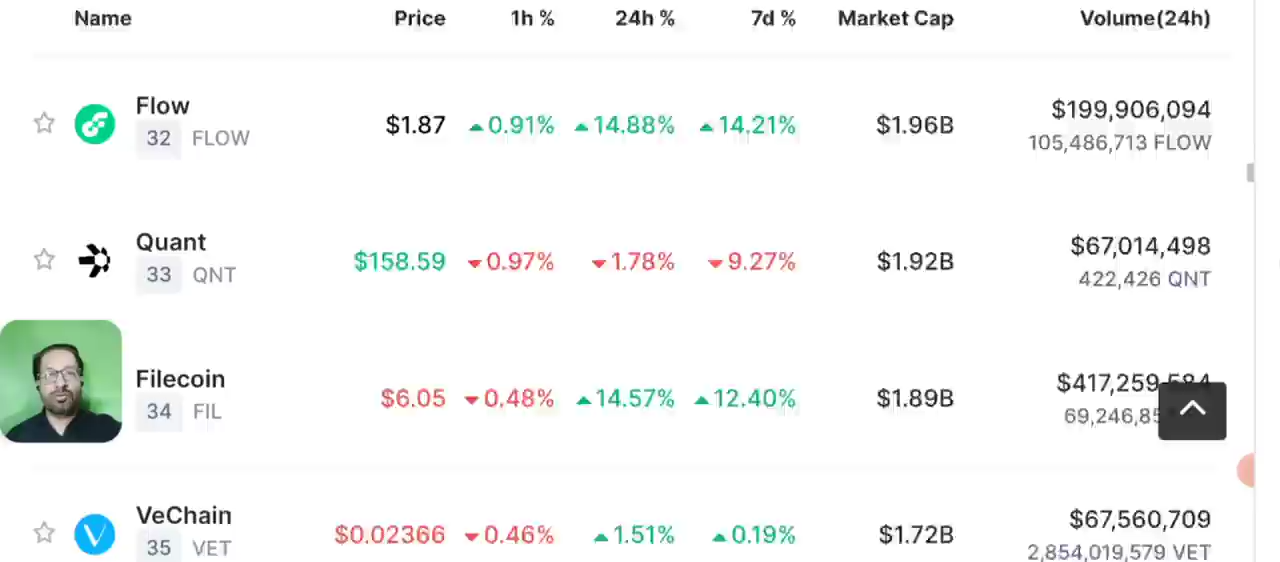 Name Price 1h % 24h % 7d % Market Cap Volume(24h)
Flow
32 FLOW
$1.87 0.91% 14.88% 14.21% $1.96B $199,906,094
105,486,713 FLOW
Quant
33 QNT
$158.59 0.97% 1.78% 9.27% $1.92B $67,014,498
422,426 QNT
Filecoin
34 FIL
$6.05 0.48% 14.57% 12.40% $1.89B $417,259,584
VeChain
35 VET
$0.02366 0.46% 1.51% 0.19% $1.72B $67,560,709
2,854,019,579 VET